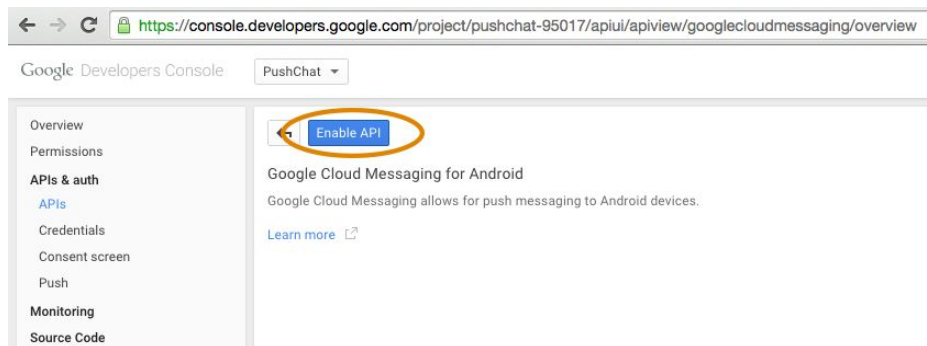 https://console.developers.google.com/project/pushchat-95017/apiui/apiview/googlecloudmessaging/overview
Google Developers Console
PushChat
Overview
Permissions
APIs & auth
APIs
Credentials
Consent screen
Push
Monitoring
Source Code
Enable API
Google Cloud Messaging for Android
Google Cloud Messaging allows for push messaging to Android devices.
Learn more